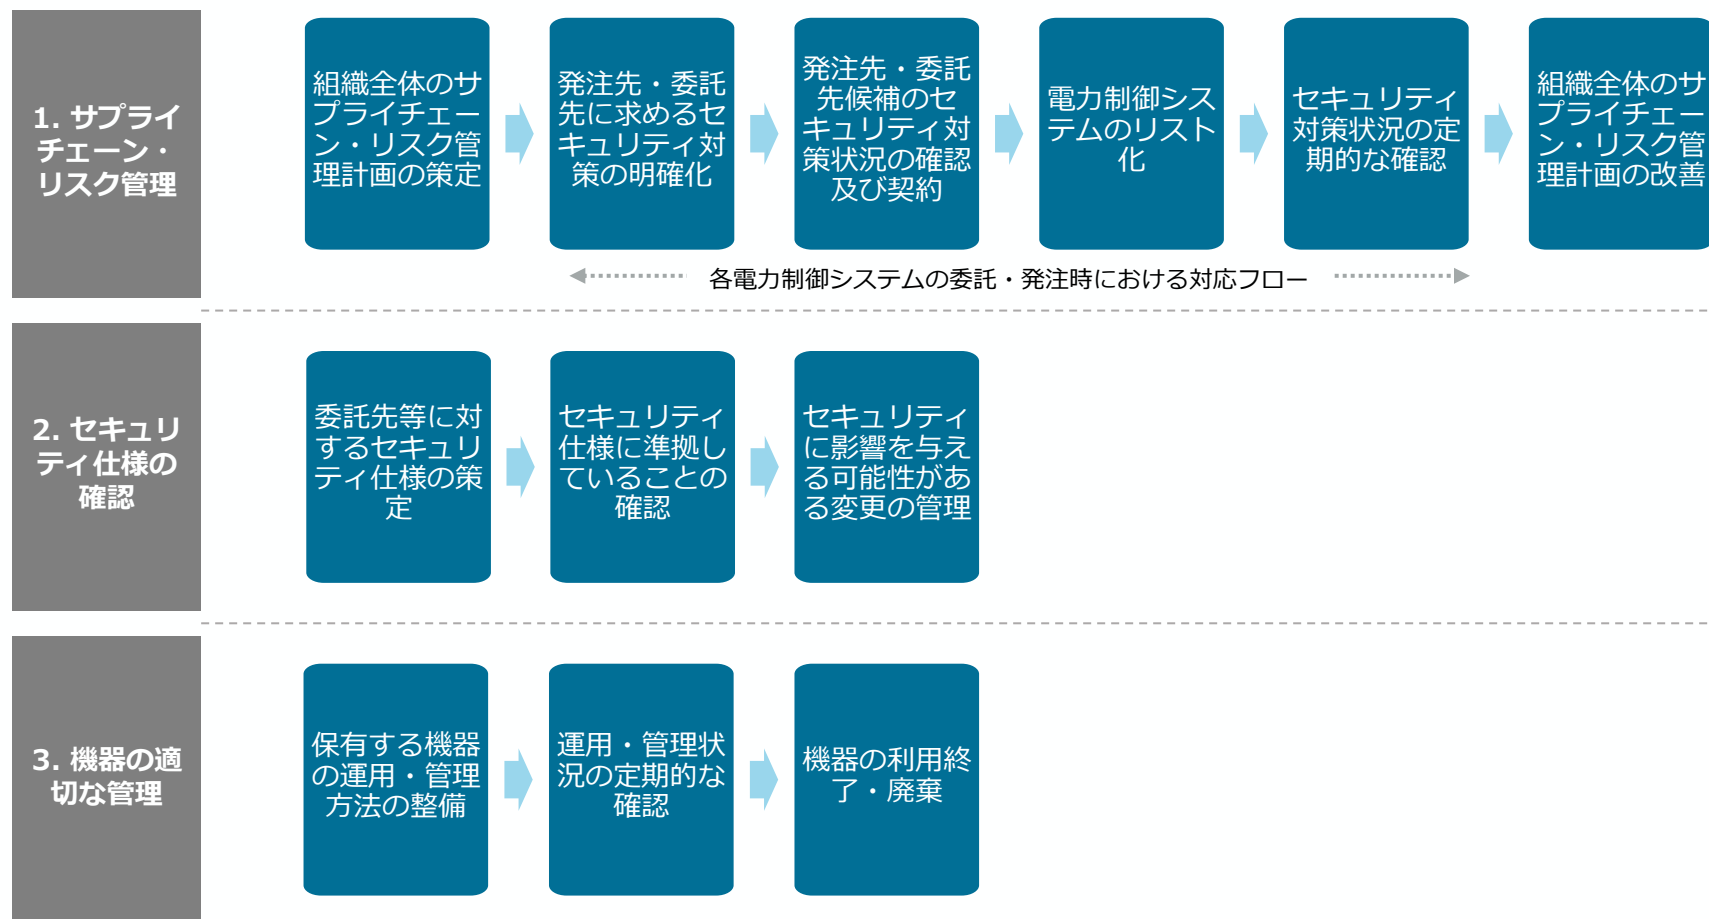 1. サプライ
チェーン・
リスク管理
組織全体のサ
プライチェー
ン・リスク管
理計画の策定
発注先・委託
先に求めるセ
キュリティ対
策の明確化
発注先・委託
先候補のセ
キュリティ対
策状況の確認
及び契約
電力制御シス
テムのリスト
化
セキュリティ
対策状況の定
期的な確認
組織全体のサ
プライチェー
ン・リスク管
理計画の改善
各電力制御システムの委託・発注時における対応フロー
2. セキュリ
ティ仕様の
確認
委託先等に対
するセキュリ
ティ仕様の策
定
セキュリティ
仕様に準拠し
ていることの
確認
セキュリティ
に影響を与え
る可能性があ
る変更の管理
3. 機器の適
切な管理
保有する機器
の運用・管理
方法の整備
運用・管理状
況の定期的な
確認
機器の利用終
了・廃棄